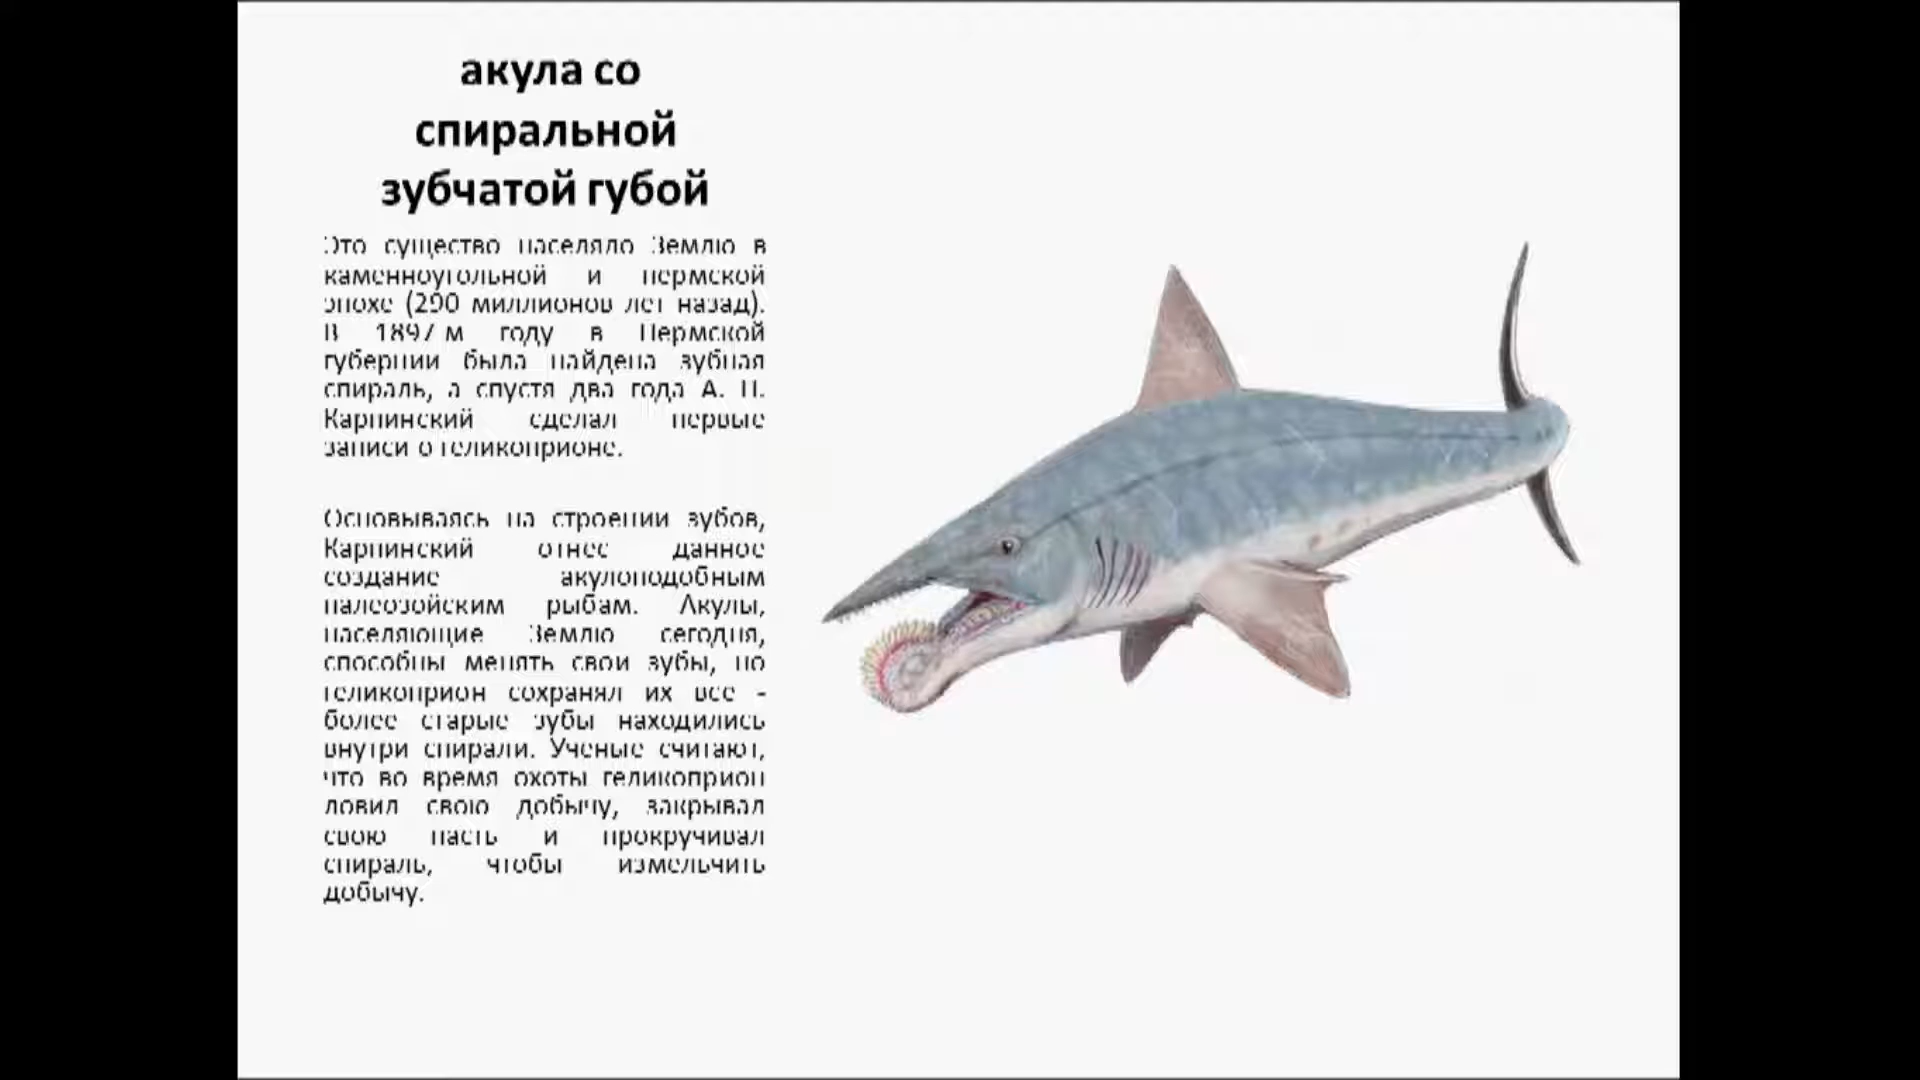 акула со
спиральной
зубчатой губой
Это существо населяло Землю в
каменноугольной и пермской
эпохе (290 миллионов лет назад).
В 1897 м году в Пермской
губернии была найдена зубная
спираль, а спустя два года А. П.
Карпинский сделал первые
записи о геликоприоне.
Основываясь на строении зубов,
Карпинский отнес данное
создание акулоподобным
палеозойским рыбам. Акулы,
населяющие Землю сегодня,
способны менять свои зубы, но
геликоприон сохранял их все -
более старые зубы находились
внутри спирали. Ученые считают,
что во время охоты геликоприон
ловил свою добычу, закрывал
свою пасть и прокручивал
спираль, чтобы измельчить
добычу.